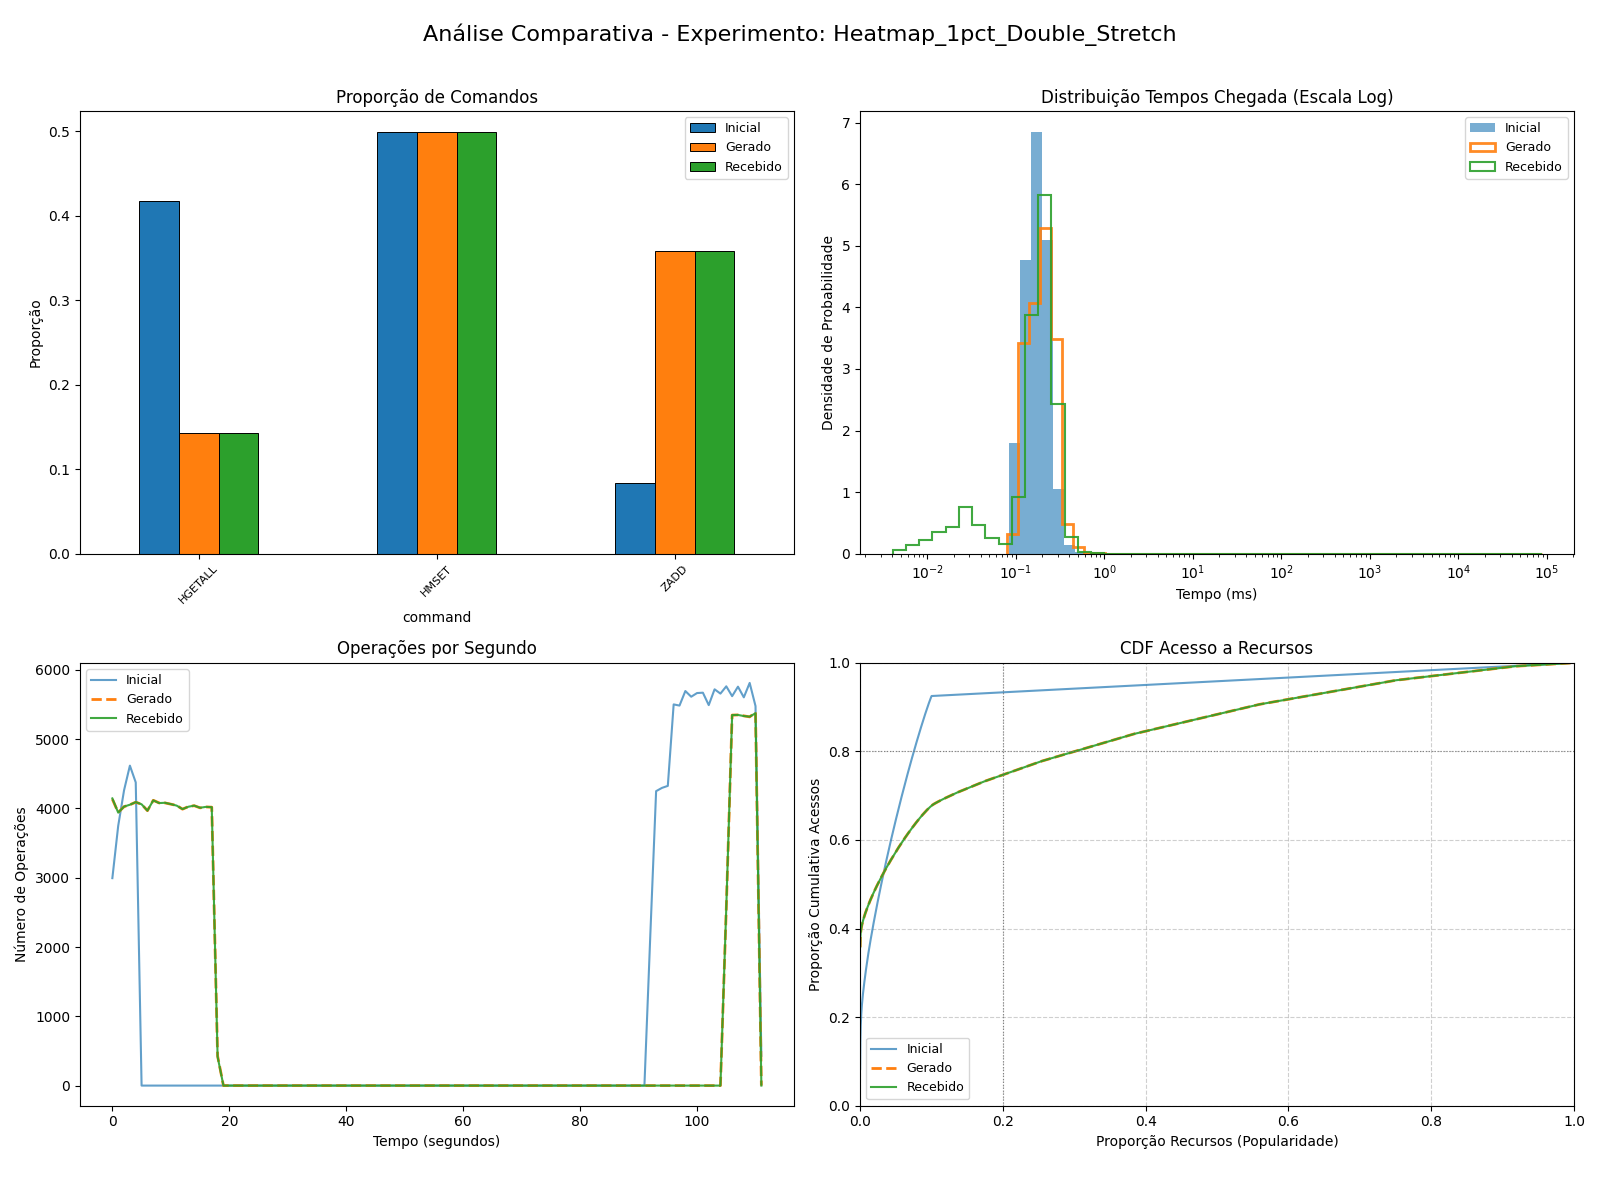 Análise Comparativa - Experimento: Heatmap_1pct_Double_Stretch
Proporção de Comandos
Proporção
0.5
0.4
0.3
0.2
0.1
0.0
Inicial
Gerado
Recebido
HGETALL
HMSET
ZADD
command
Distribuição Tempos Chegada (Escala Log)
Densidade de Probabilidade
7
6
5
4
3
2
1
0
Inicial
Gerado
Recebido
10⁻² 10⁻¹ 10⁰ 10¹ 10² 10³ 10⁴ 10⁵
Tempo (ms)
Operações por Segundo
Número de Operações
6000
5000
4000
3000
2000
1000
0
Inicial
Gerado
Recebido
0 20 40 60 80 100
Tempo (segundos)
CDF Acesso a Recursos
Proporção Cumulativa Acessos
1.0
0.8
0.6
0.4
0.2
0.0
Inicial
Gerado
Recebido
0.0 0.2 0.4 0.6 0.8 1.0
Proporção Recursos (Popularidade)